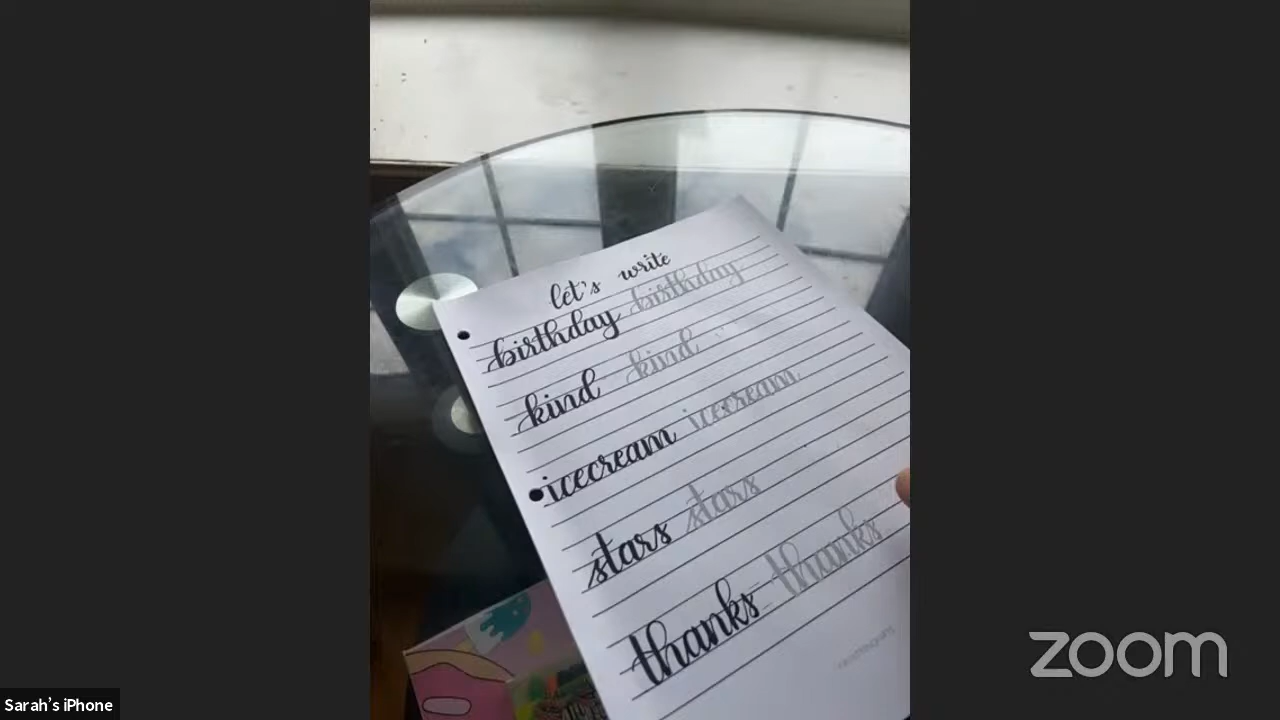 let's write
birthday birthday
kind kind
icecream icecream
stars stars
thanks thanks
zoom
Sarah's iPhone